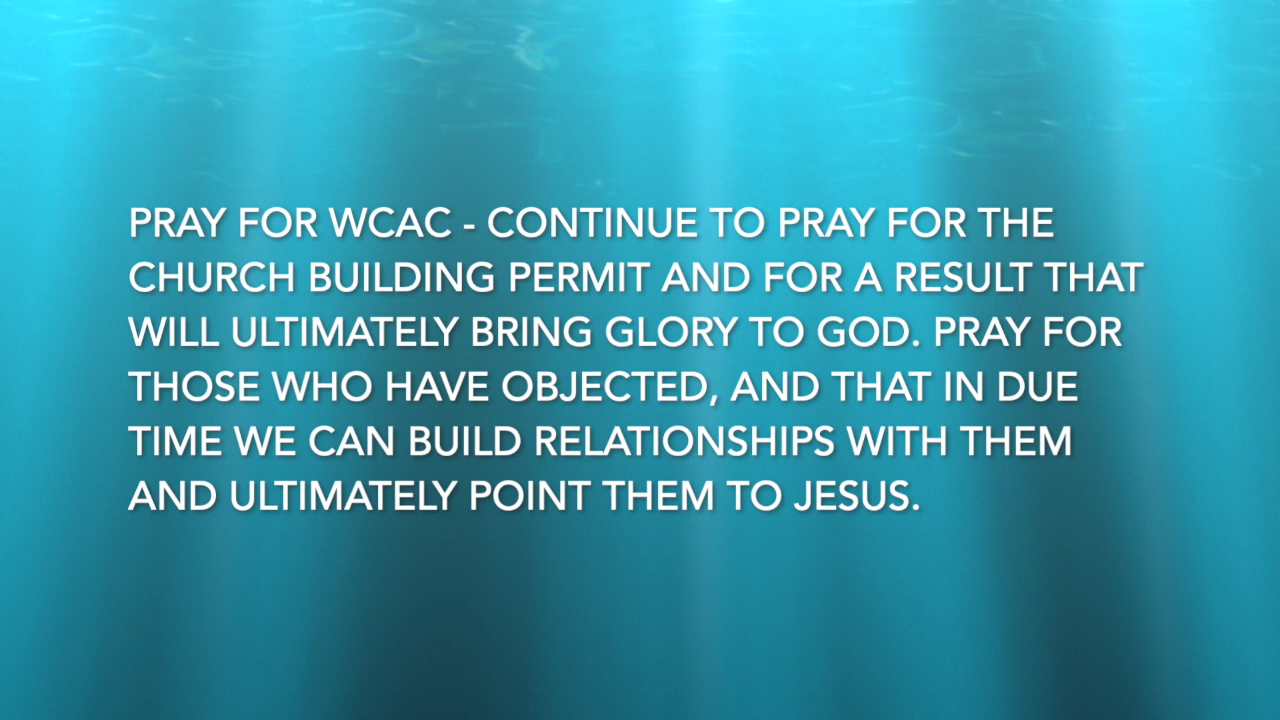 PRAY FOR WCAC - CONTINUE TO PRAY FOR THE
CHURCH BUILDING PERMIT AND FOR A RESULT THAT
WILL ULTIMATELY BRING GLORY TO GOD. PRAY FOR
THOSE WHO HAVE OBJECTED, AND THAT IN DUE
TIME WE CAN BUILD RELATIONSHIPS WITH THEM
AND ULTIMATELY POINT THEM TO JESUS.